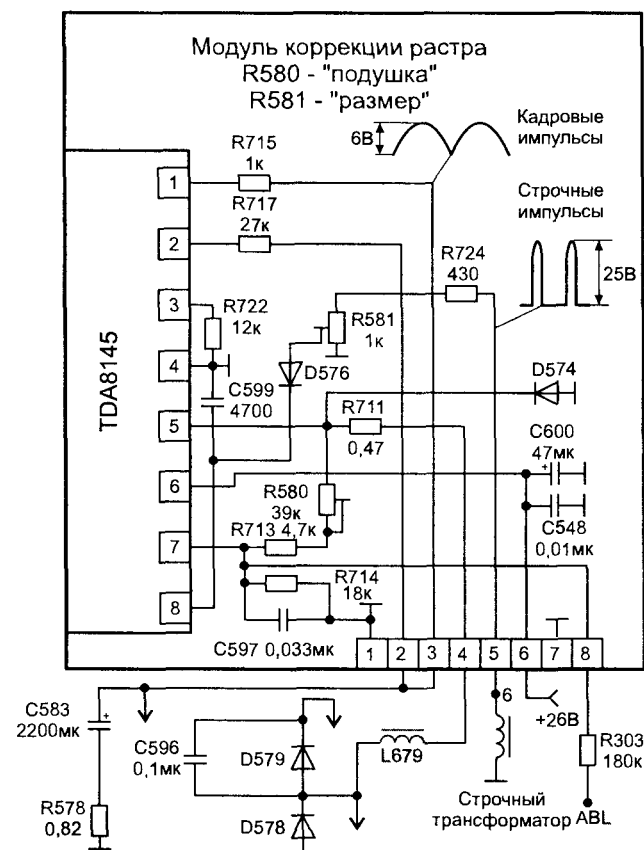 Модуль коррекции растра
R580 - "подушка"
R581 - "размер"
Кадровые
импульсы
6В
R715
1к
1
R717
27к
2
Строчные
импульсы
R724
430
25В
3
R722
12к
R581
1к
TDA8145
4
D576
D574
C599
4700
R711
0,47
5
C600
47мк
+
6
R580
39к
C548
0,01мк
R713 4,7к
7
R714
18к
8
C597 0,033мк
1 2 3 4 5 6 7 8
C583
2200мк
+
6
+26В
C596
0,1мк
D579
L679
R303
180к
R578
0,82
D578
Строчный
трансформатор
ABL